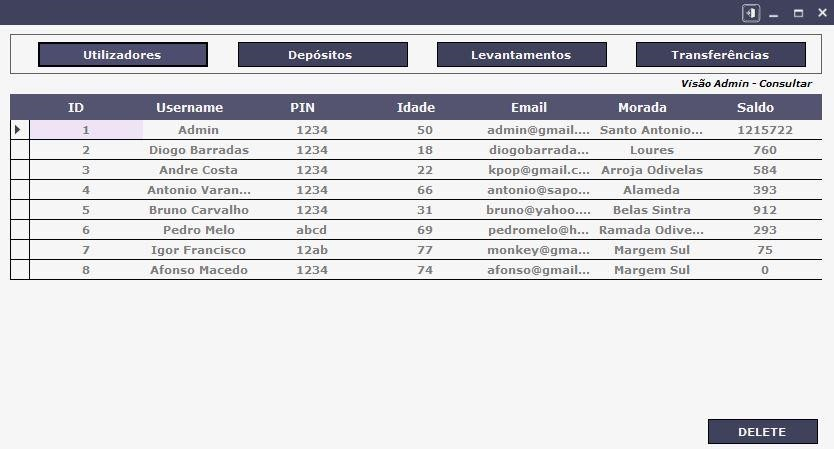 Utilizadores Depósitos Levantamentos Transferências
Visão Admin - Consultar
ID Username PIN Idade Email Morada Saldo
1 Admin 1234 50 admin@gmail.... Santo Antonio... 1215722
2 Diogo Barradas 1234 18 diogobarrada... Loures 760
3 Andre Costa 1234 22 kpop@gmail.c... Arroja Odivelas 584
4 Antonio Varan... 1234 66 antonio@sapo... Alameda 393
5 Bruno Carvalho 1234 31 bruno@yahoo.... Belas Sintra 912
6 Pedro Melo abcd 69 pedromelo@h... Ramada Odive... 293
7 Igor Francisco 12ab 77 monkey@gma... Margem Sul 75
8 Afonso Macedo 1234 74 afonso@gmail... Margem Sul 0
DELETE